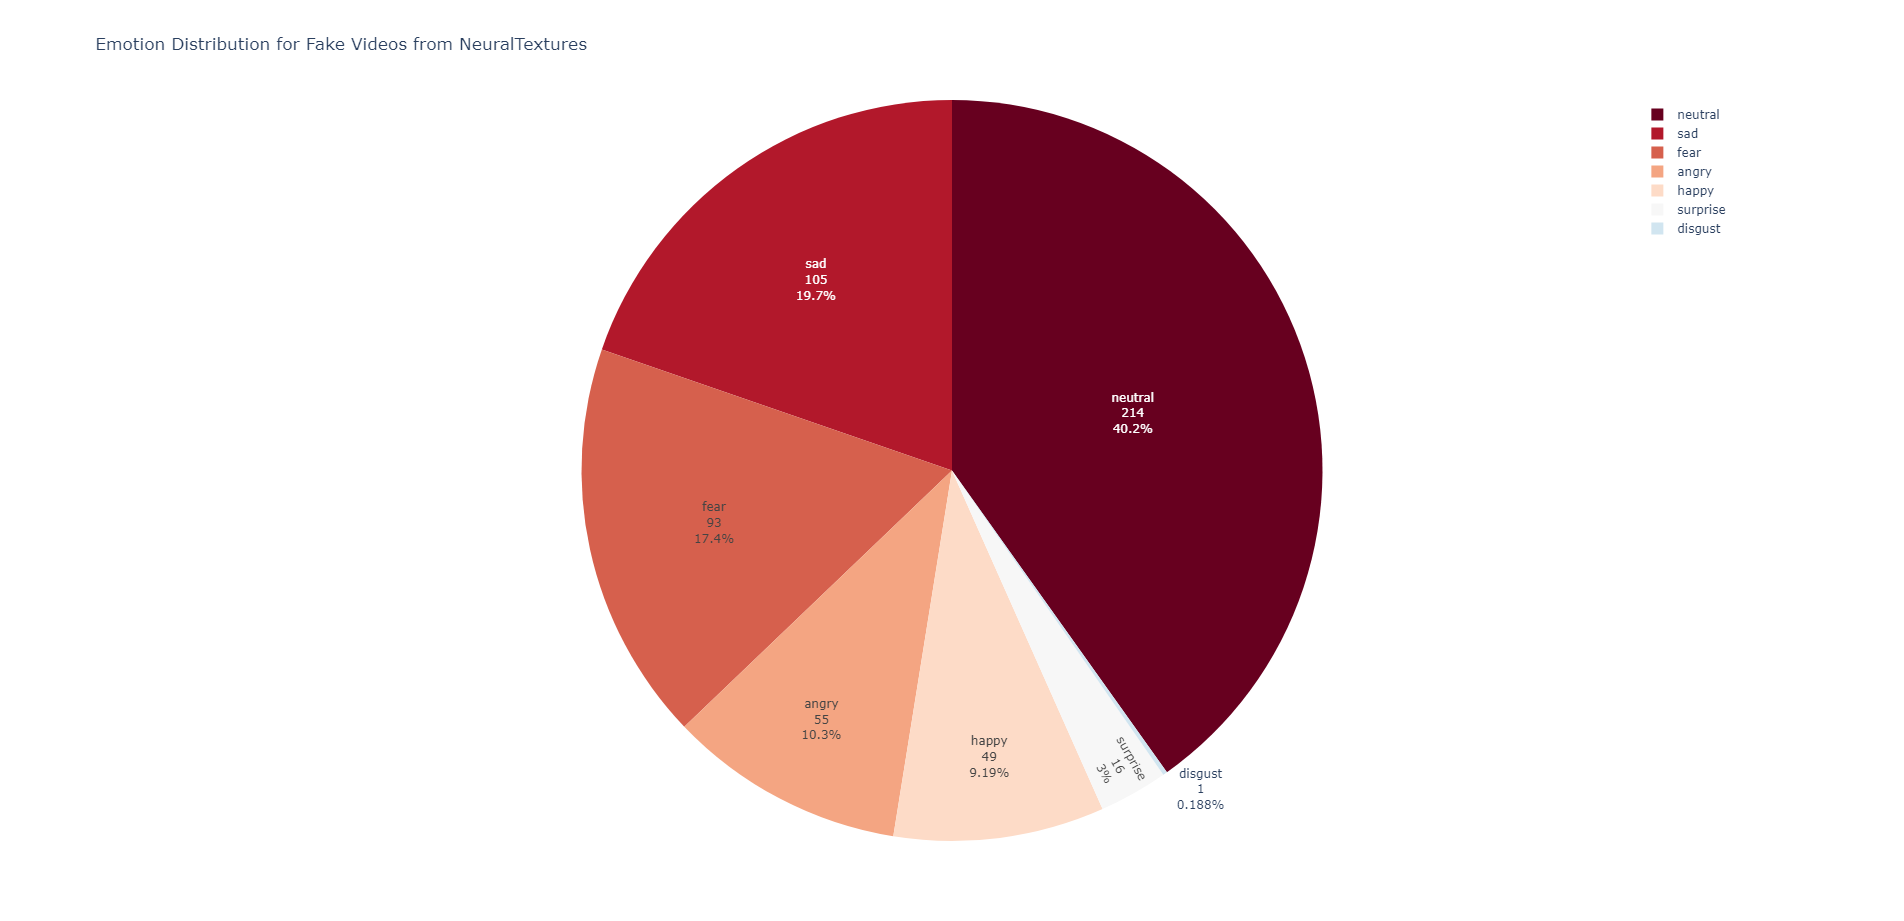 Emotion Distribution for Fake Videos from NeuralTextures
neutral
sad
fear
angry
happy
surprise
disgust
sad
105
19.7%
neutral
214
40.2%
fear
93
17.4%
angry
55
10.3%
happy
49
9.19%
surprise
16
3%
disgust
1
0.188%